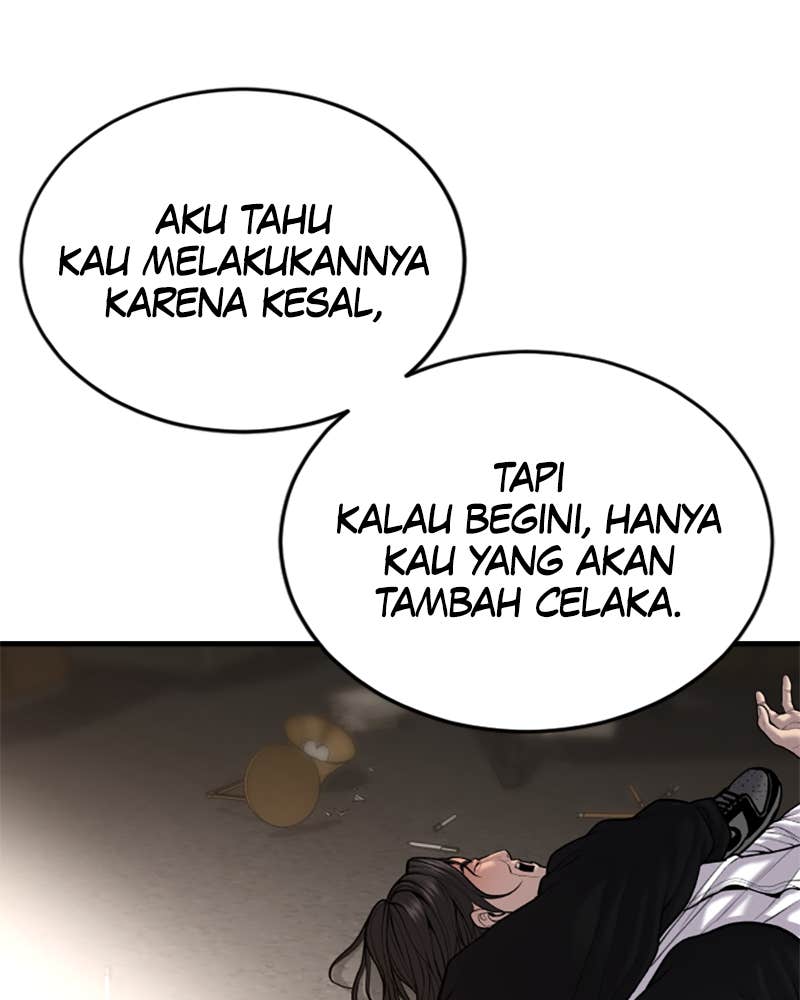 AKU TAHU
KAU MELAKUKANNYA
KARENA KESAL,
TAPI
KALAU BEGINI, HANYA
KAU YANG AKAN
TAMBAH CELAKA.